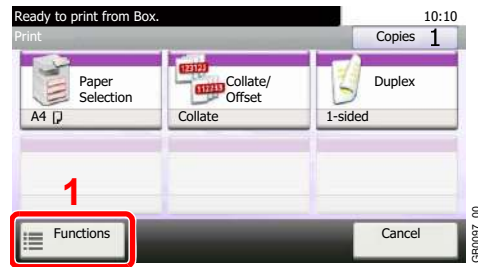 Ready to print from Box.
10:10
Print
Copies 1
Paper
Selection
A4
Collate/
Offset
Collate
Duplex
1-sided
1
Functions
Cancel
GB0097_00